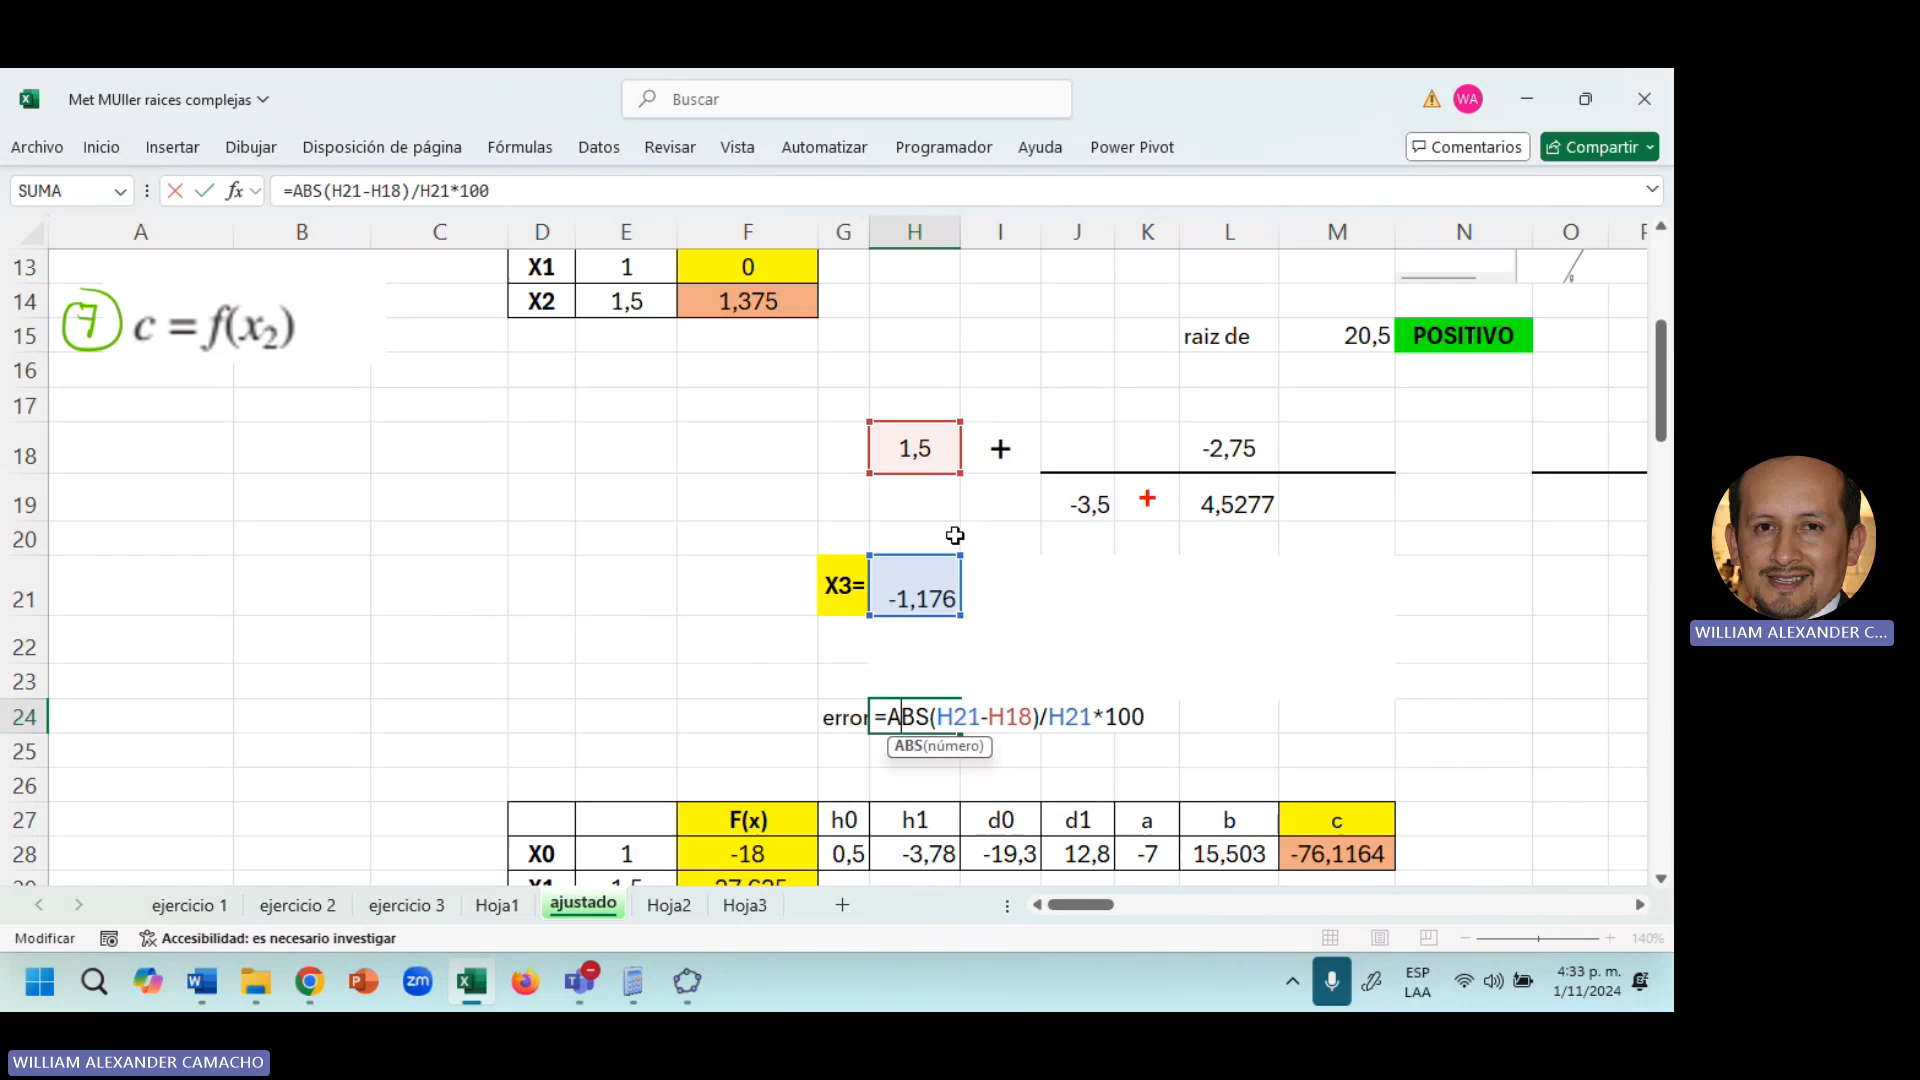 Met MUller raices complejas
Buscar
WA
Archivo Inicio Insertar Dibujar Disposición de página Fórmulas Datos Revisar Vista Automatizar Programador Ayuda Power Pivot
Comentarios Compartir
SUMA fx =ABS(H21-H18)/H21*100
A B C D E F G H I J K L M N O
13 X1 1 0
14 X2 1,5 1,375
7 c = f(x2)
15 raiz de 20,5 POSITIVO
16
17
18 1,5 + -2,75
19 -3,5 + 4,5277
20
21 X3= -1,176
22
23
24 error =ABS(H21-H18)/H21*100
ABS(número)
25
26
27 F(x) h0 h1 d0 d1 a b c
28 X0 1 -18 0,5 -3,78 -19,3 12,8 -7 15,503 -76,1164
ejercicio 1 ejercicio 2 ejercicio 3 Hoja1 ajustado Hoja2 Hoja3
Modificar Accesibilidad: es necesario investigar 140%
zm
ESP
LAA
4:33 p. m.
1/11/2024
WILLIAM ALEXANDER C...
WILLIAM ALEXANDER CAMACHO